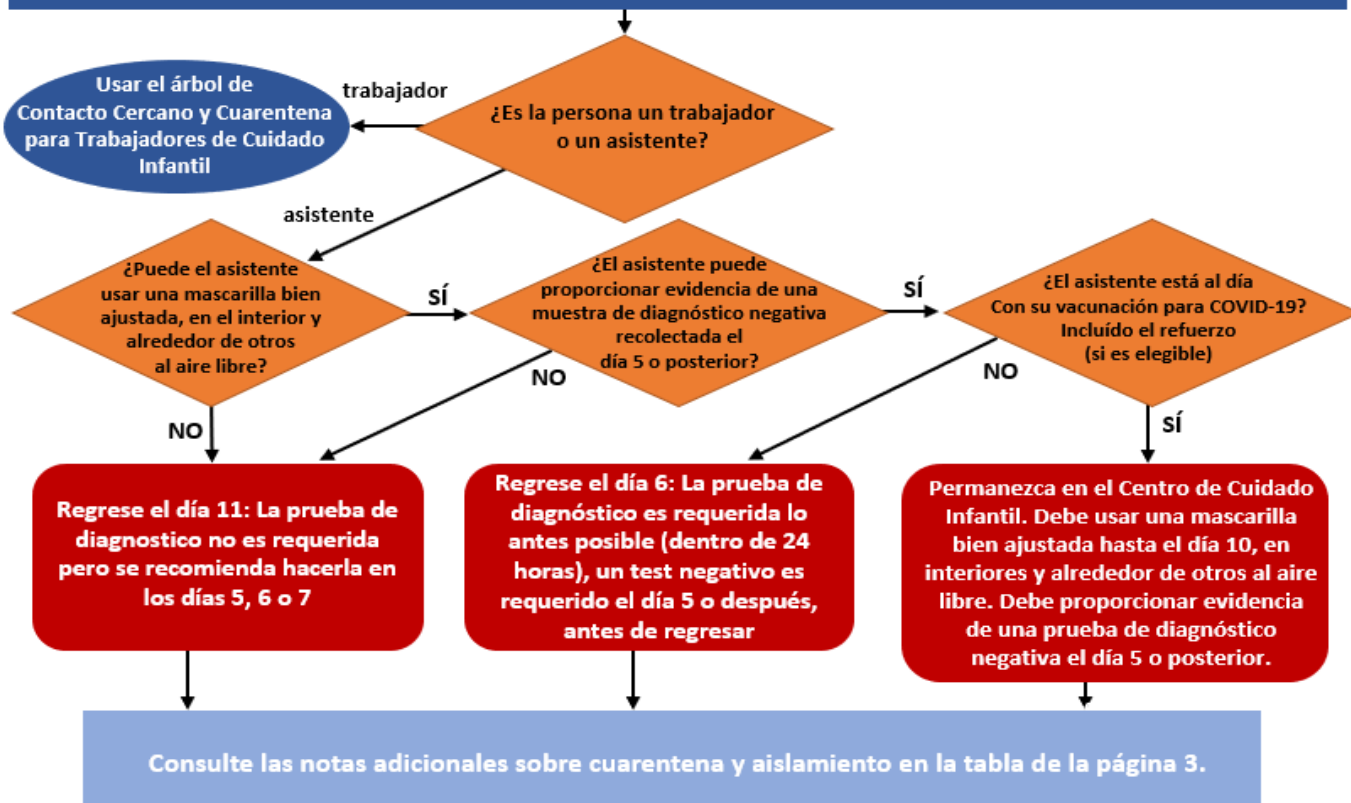 ¿Es la persona un trabajador
o un asistente?
trabajador
Usar el árbol de
Contacto Cercano y Cuarentena
para Trabajadores de Cuidado
Infantil
asistente
¿Puede el asistente
usar una mascarilla bien
ajustada, en el interior y
alrededor de otros
al aire libre?
SÍ
NO
¿El asistente puede
proporcionar evidencia de una
muestra de diagnóstico negativa
recolectada el
día 5 o posterior?
SÍ
NO
¿El asistente está al día
Con su vacunación para COVID-19?
Incluído el refuerzo
(si es elegible)
NO
SÍ
Regrese el día 11: La prueba de
diagnostico no es requerida
pero se recomienda hacerla en
los días 5, 6 o 7
Regrese el día 6: La prueba de
diagnóstico es requerida lo
antes posible (dentro de 24
horas), un test negativo es
requerido el día 5 o después,
antes de regresar
Permanezca en el Centro de Cuidado
Infantil. Debe usar una mascarilla
bien ajustada hasta el día 10, en
interiores y alrededor de otros al aire
libre. Debe proporcionar evidencia
de una prueba de diagnóstico
negativa el día 5 o posterior.
Consulte las notas adicionales sobre cuarentena y aislamiento en la tabla de la página 3.